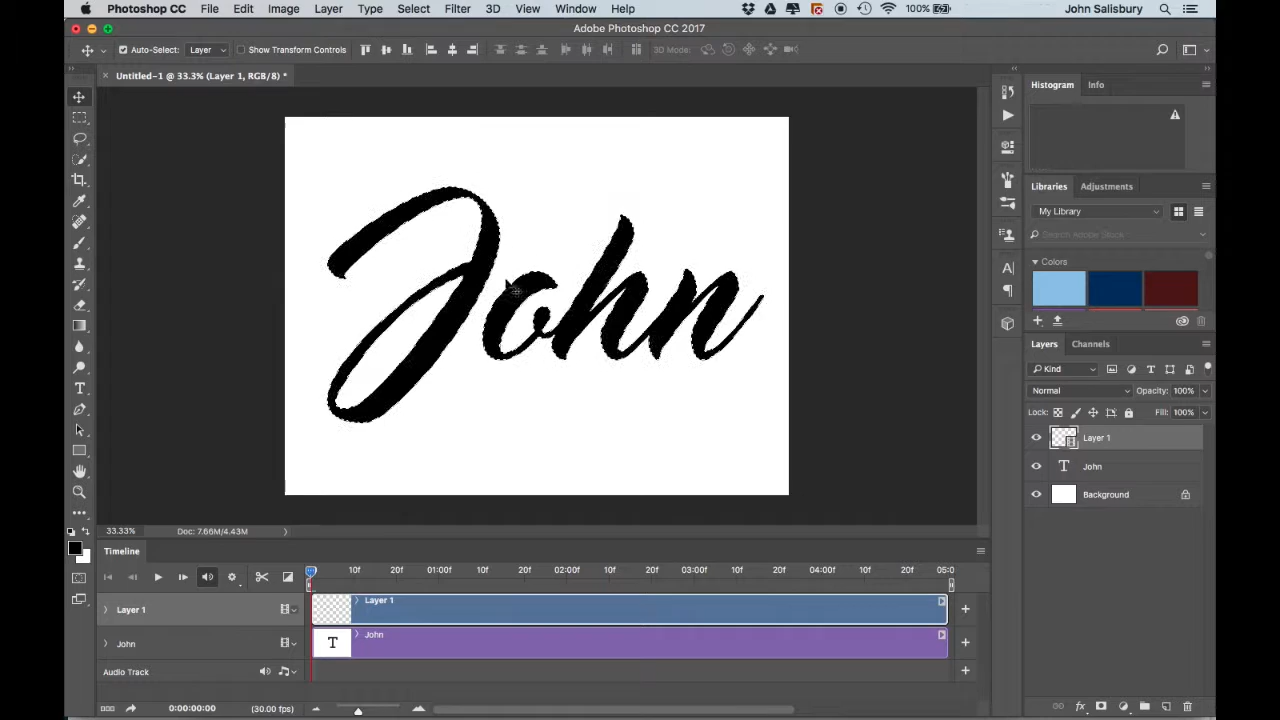 Photoshop CC File Edit Image Layer Type Select Filter 3D View Window Help 100% John Salisbury
Adobe Photoshop CC 2017
Auto-Select: Layer Show Transform Controls 3D Mode:
Untitled-1 @ 33.3% (Layer 1, RGB/8) *
Histogram Info
Libraries Adjustments
My Library
Search Adobe Stock
Colors
John
Layers Channels
Kind
Normal Opacity: 100%
Lock: Fill: 100%
Layer 1
T John
Background
33.33% Doc: 7.66M/4.43M
Timeline
10f 20f 01:00f 10f 20f 02:00f 10f 20f 03:00f 10f 20f 04:00f 10f 20f 05:0
Layer 1 Layer 1
John T John
Audio Track
0:00:00:00 (30.00 fps)